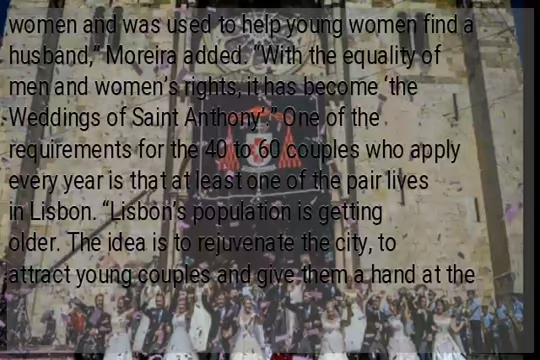 women and was used to help young women find a
husband,“ Moreira added. “With the equality of
men and women’s rights, it has become ‘the
Weddings of Saint Anthony’.” One of the
requirements for the 40 to 60 couples who apply
every year is that at least one of the pair lives
in Lisbon. “Lisbon’s population is getting
older. The idea is to rejuvenate the city, to
attract young couples and give them a hand at the